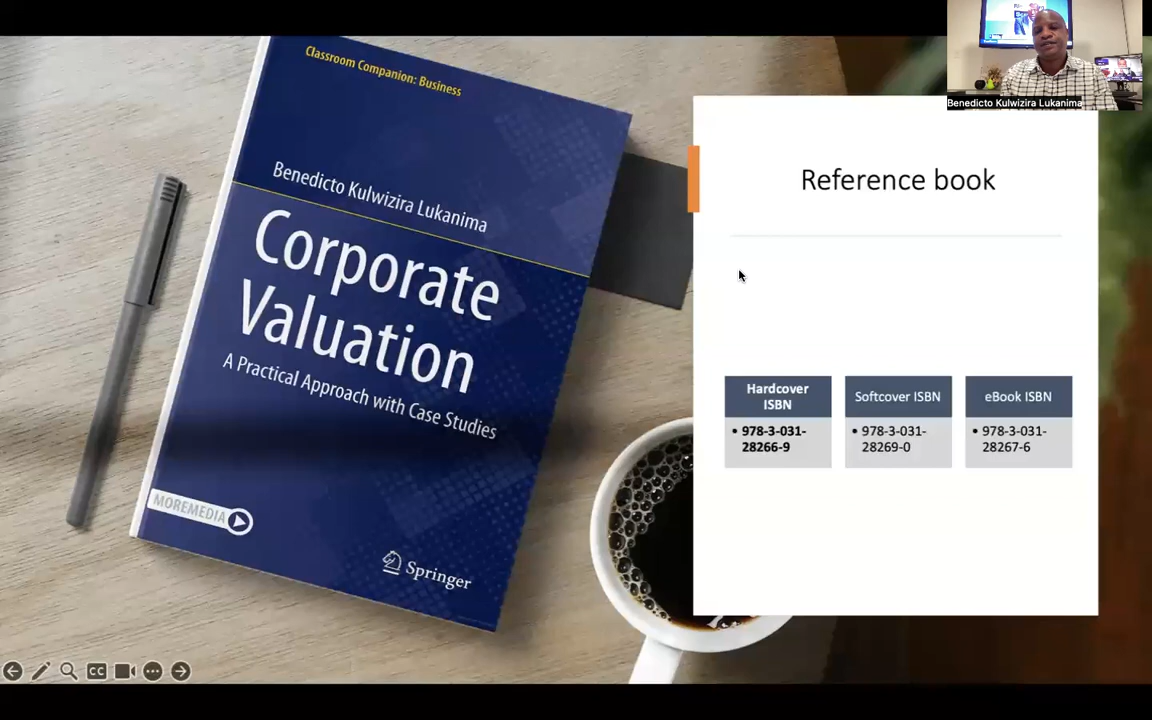 Classroom Companion: Business
Benedicto Kulwizira Lukanima
Corporate
Valuation
A Practical Approach with Case Studies
MOREMEDIA
Springer
Benedicto Kulwizira Lukanima
Reference book
Hardcover
ISBN
• 978-3-031-
28266-9
Softcover ISBN
• 978-3-031-
28269-0
eBook ISBN
• 978-3-031-
28267-6
CC